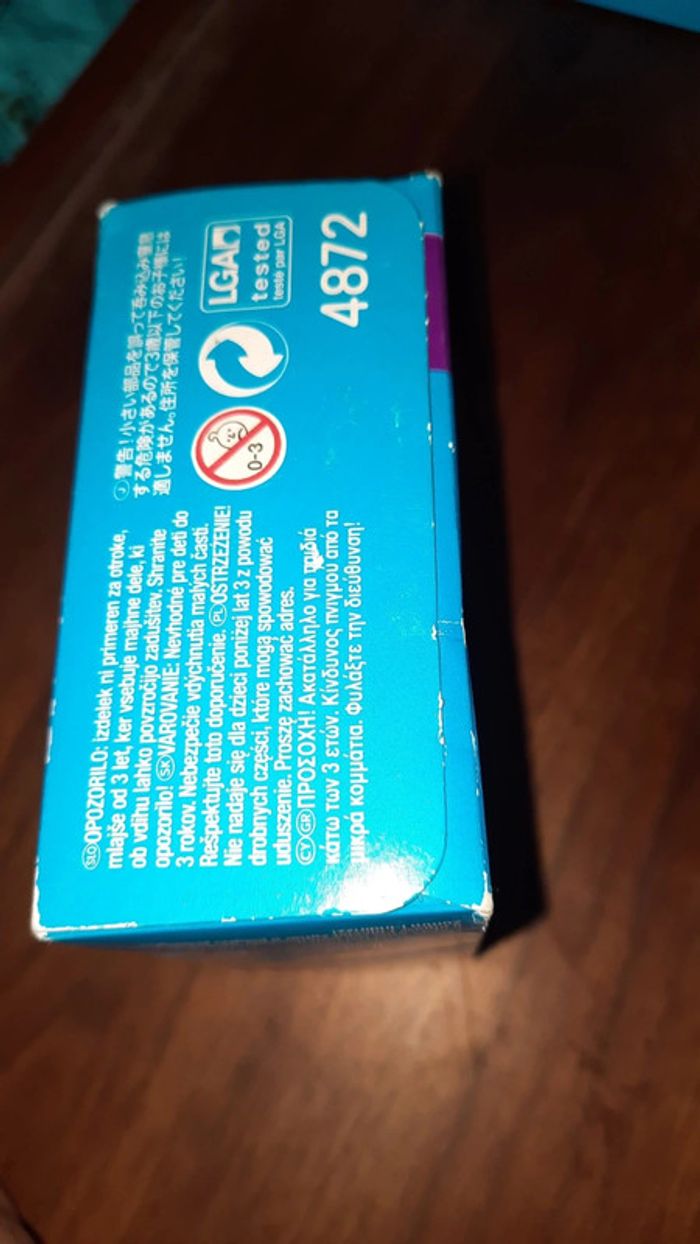 SLO OPOZORILO: izdelek ni primeren za otroke,
mlajše od 3 let, ker vsebuje majhne dele, ki
ob vdihu lahko povzročijo zadušitev. Shranite
opozorilo! SK VAROVANIE: Nevhodné pre deti do
3 rokov. Nebezpečie vdýchnutia malých častí.
Rešpektujte toto doporučenie. PL OSTRZEŻENIE!
Nie nadaje się dla dzieci poniżej lat 3 z powodu
drobnych części, które mogą spowodować
uduszenie. Proszę zachować adres.
CY GR ΠΡΟΣΟΧΗ! Ακατάλληλο για παιδιά
κάτω των 3 ετών. Κίνδυνος πνιγμού από τα
μικρά κομμάτια. Φυλάξτε την διεύθυνση!
J 警告！小さい部品を誤って呑み込み窒息
する危険があるので3歳以下のお子様には
適しません。住所を保管してください！
0-3
LGA
tested
testé par LGA
4872